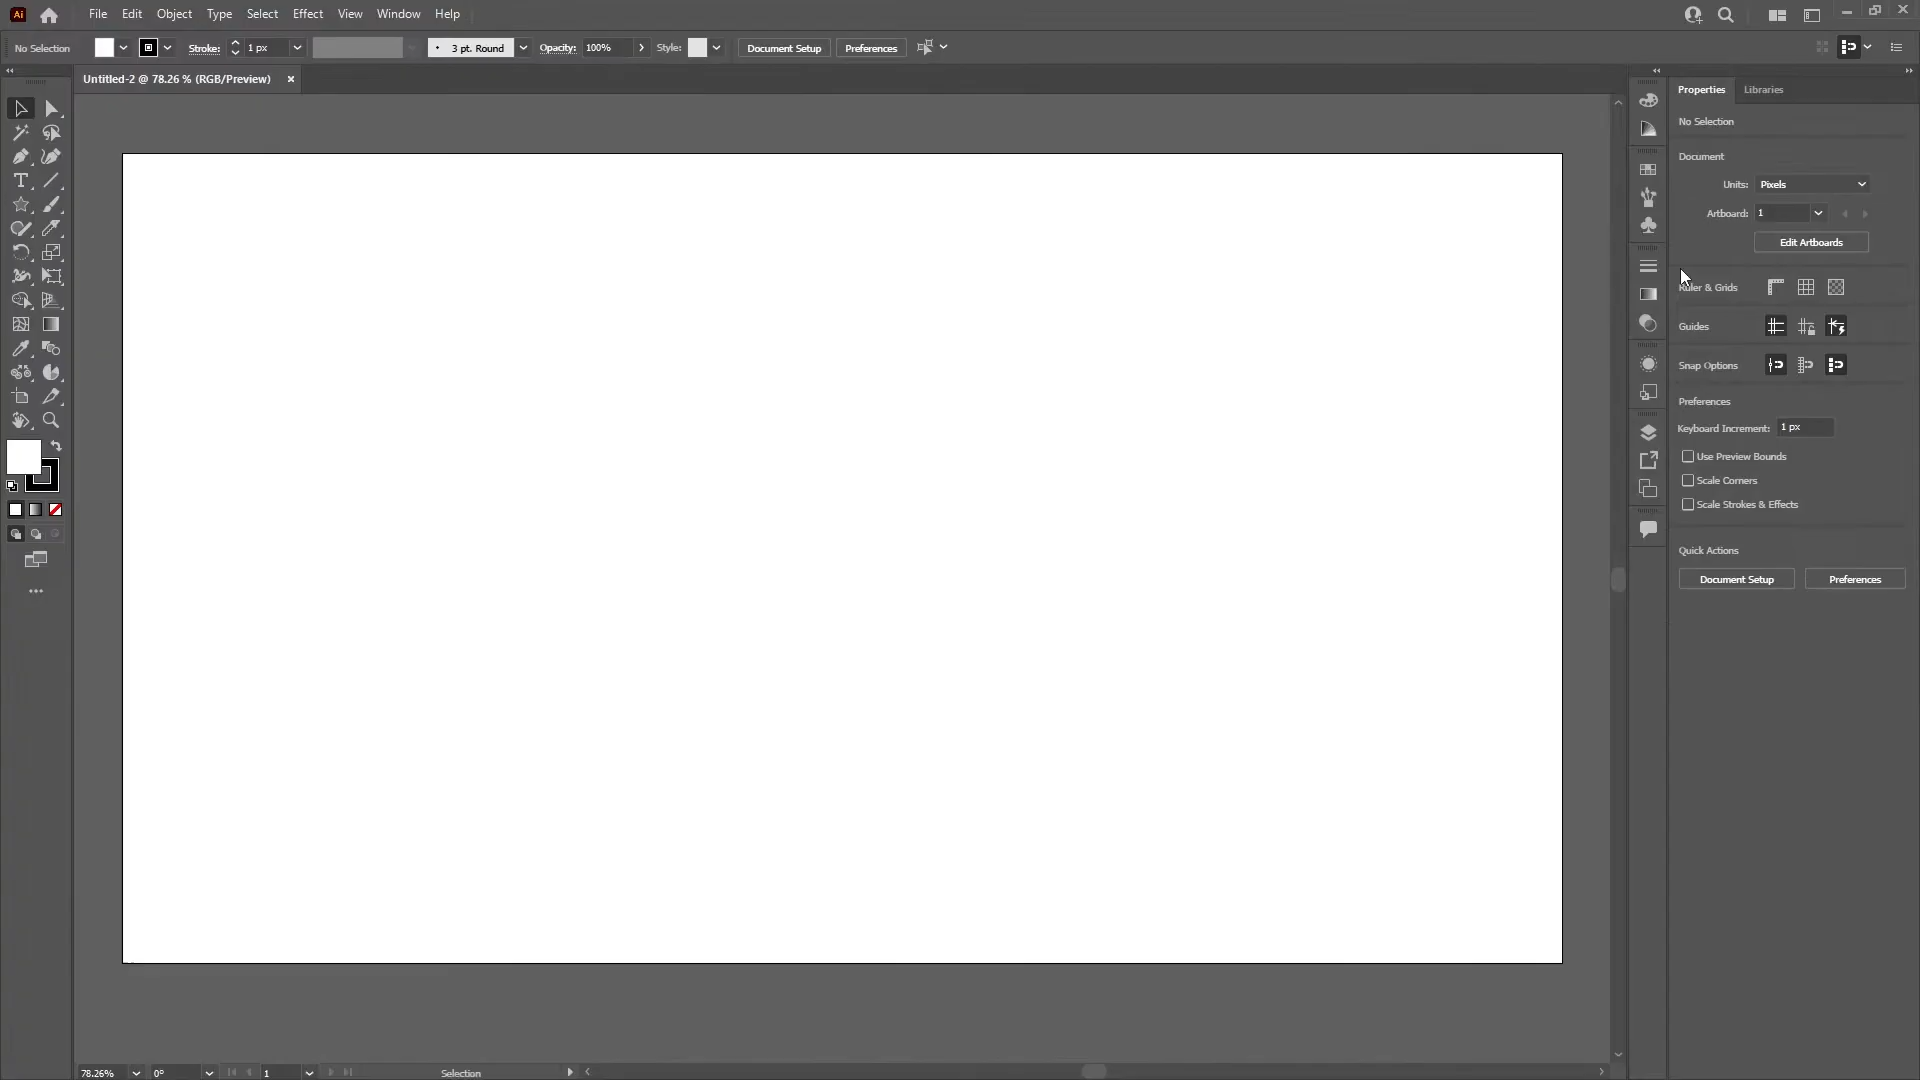 Ai File Edit Object Type Select Effect View Window Help
No Selection Stroke: 1 px 3 pt. Round Opacity: 100% Style: Document Setup Preferences
Untitled-2 @ 78.26 % (RGB/Preview) ×
Properties Libraries
No Selection
Document
Units: Pixels
Artboard: 1
Edit Artboards
Ruler & Grids
Guides
Snap Options
Preferences
Keyboard Increment: 1 px
Use Preview Bounds
Scale Corners
Scale Strokes & Effects
Quick Actions
Document Setup Preferences
78.26% 0° 1 Selection